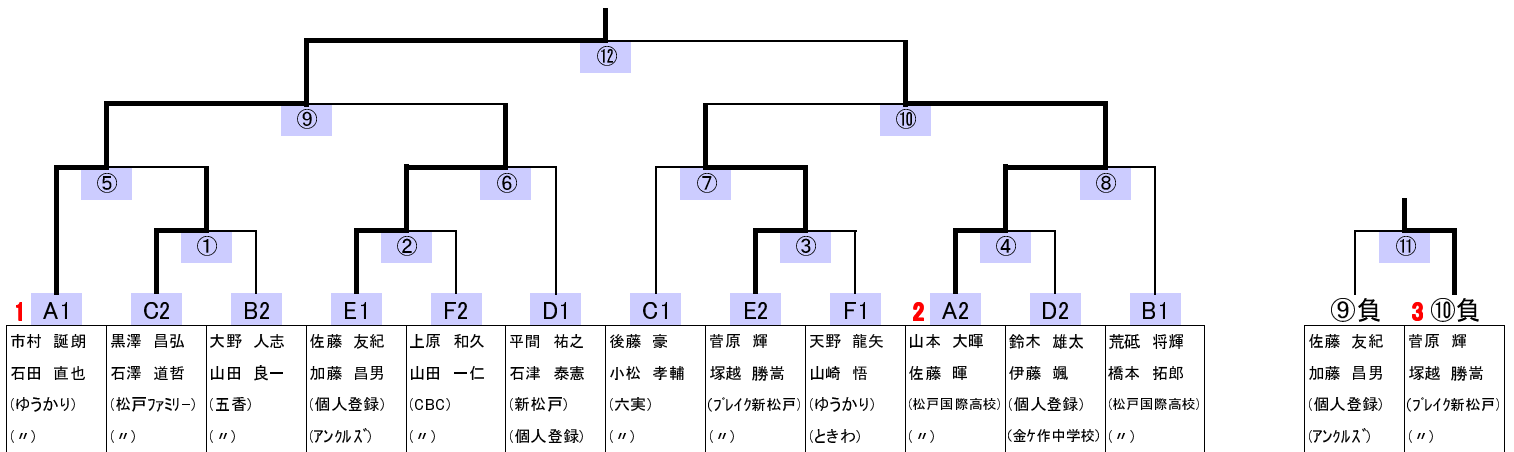 ⑫
⑨ ⑩
⑤ ⑥ ⑦ ⑧
① ② ③ ④ ⑪
1 A1 C2 B2 E1 F2 D1 C1 E2 F1 2 A2 D2 B1 ⑨負 3 ⑩負
市村 誕朗 黒澤 昌弘 大野 人志 佐藤 友紀 上原 和久 平間 祐之 後藤 豪 菅原 輝 天野 龍矢 山本 大暉 鈴木 雄太 荒砥 将輝 佐藤 友紀 菅原 輝
石田 直也 石澤 道哲 山田 良一 加藤 昌男 山田 一仁 石津 泰憲 小松 孝輔 塚越 勝嵩 山崎 悟 佐藤 暉 伊藤 颯 橋本 拓郎 加藤 昌男 塚越 勝嵩
(ゆうかり) (松戸ファミリー) (五香) (個人登録) (CBC) (新松戸) (六実) (ブレイク新松戸) (ゆうかり) (松戸国際高校) (個人登録) (松戸国際高校) (個人登録) (ブレイク新松戸)
(〃) (〃) (〃) (アンクルズ) (〃) (個人登録) (〃) (〃) (ときわ) (〃) (金ケ作中学校) (〃) (アンクルズ) (〃)